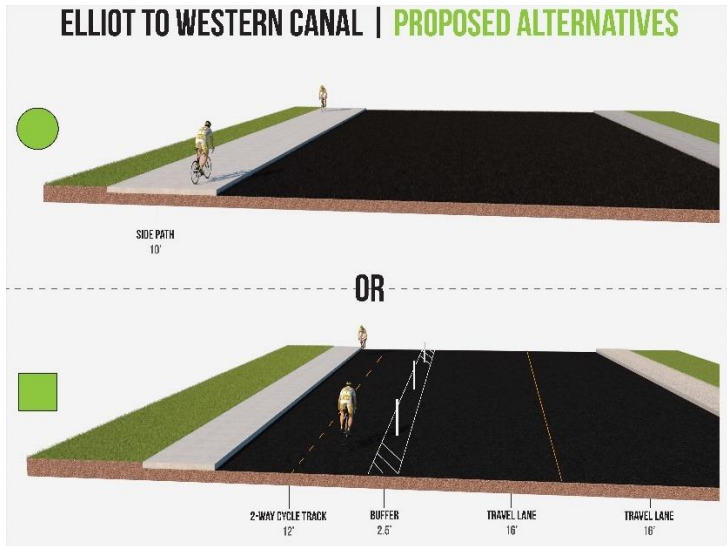 ELLIOT TO WESTERN CANAL | PROPOSED ALTERNATIVES
SIDE PATH
10'
OR
2-WAY CYCLE TRACK
12'
BUFFER
2.5'
TRAVEL LANE
16'
TRAVEL LANE
16'